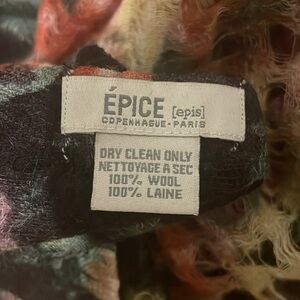 ÉPICE [epis]
COPENHAGUE - PARIS
DRY CLEAN ONLY
NETTOYAGE A SEC
100% WOOL
100% LAINE